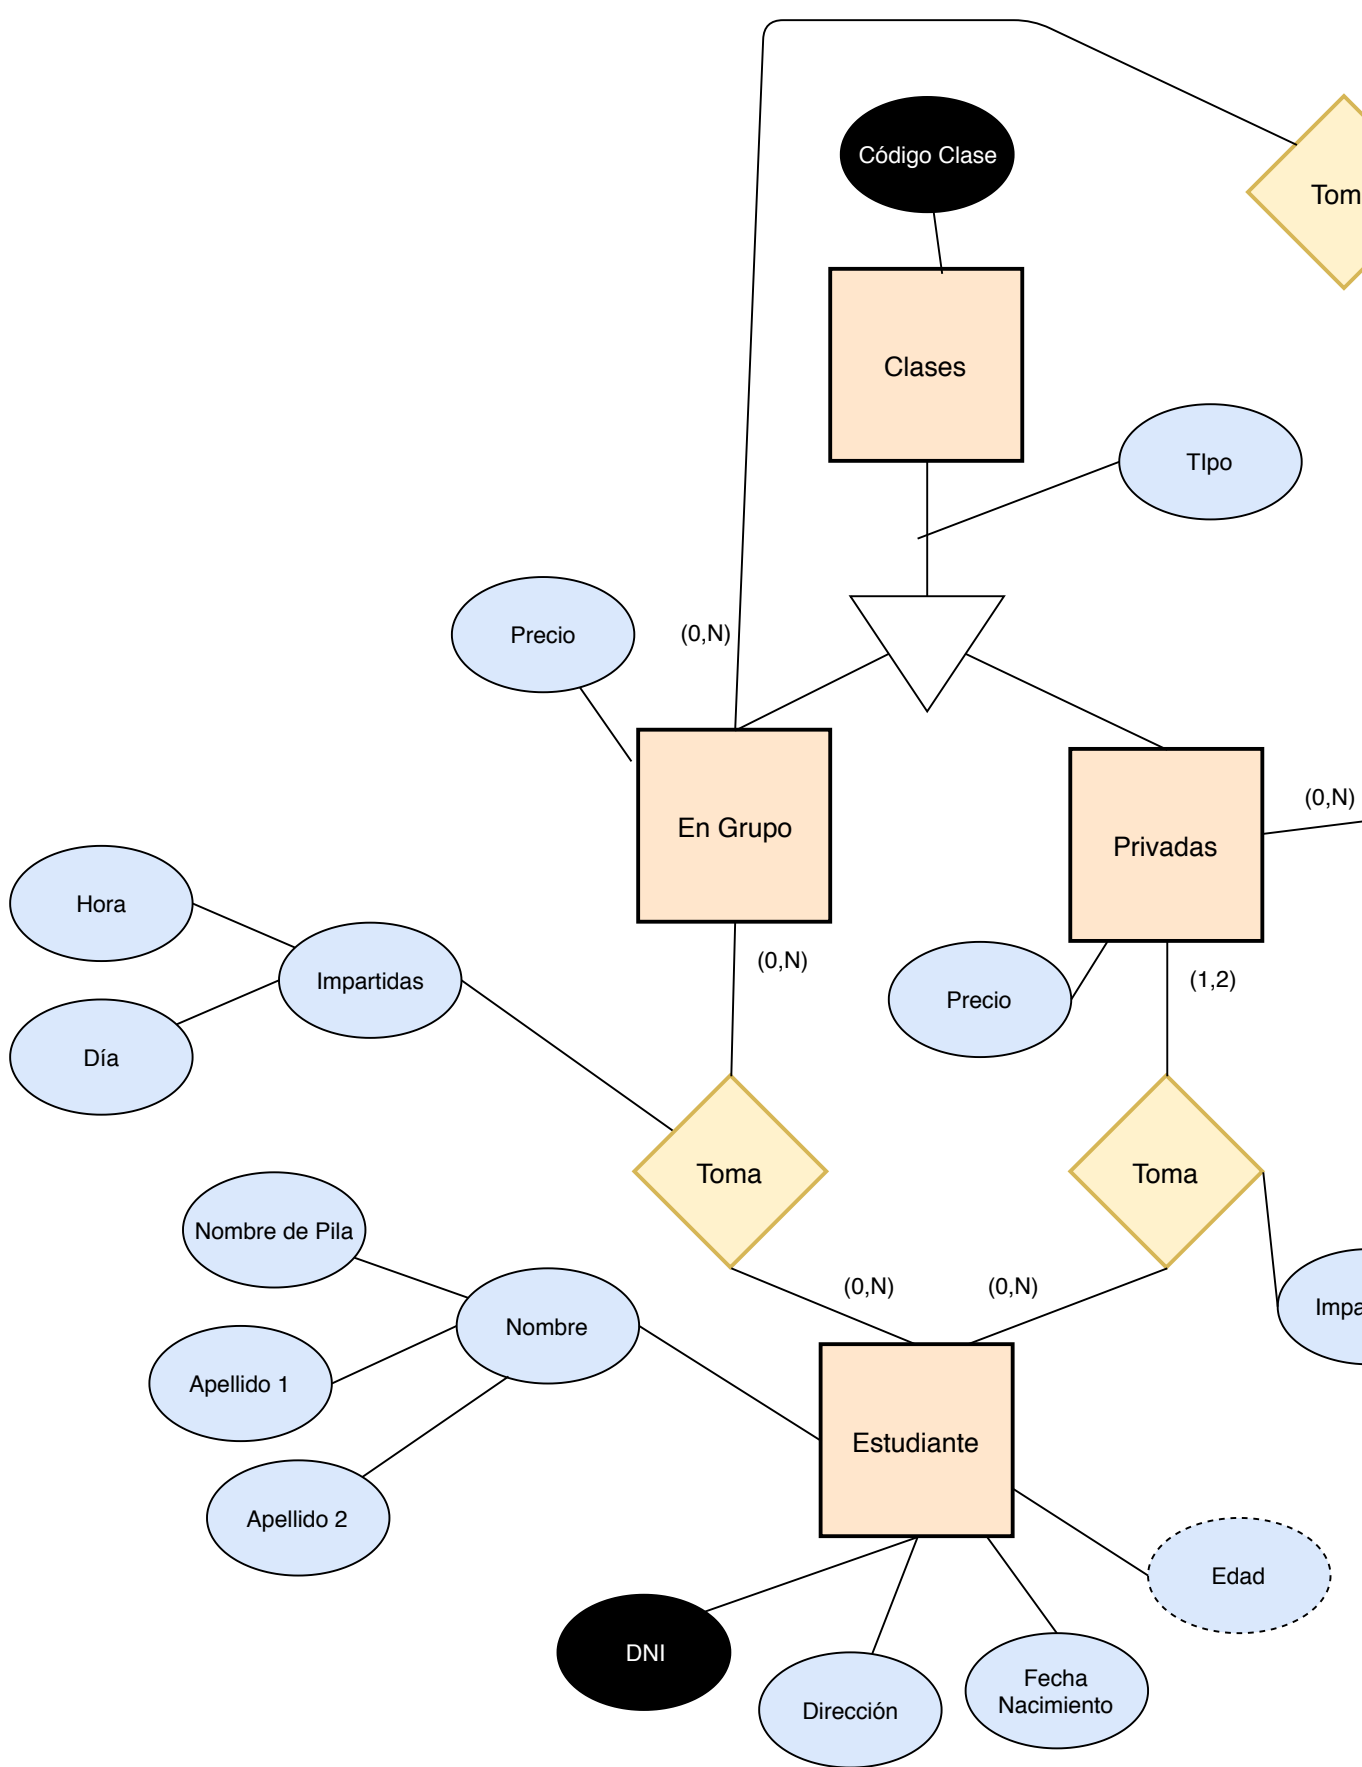 Código Clase
Tom
Clases
TIpo
Precio
(0,N)
En Grupo
Privadas
(0,N)
Hora
Impartidas
(0,N)
Precio
(1,2)
Día
Toma
Toma
Nombre de Pila
(0,N)
(0,N)
Impa
Nombre
Apellido 1
Estudiante
Apellido 2
Edad
DNI
Dirección
Fecha
Nacimiento